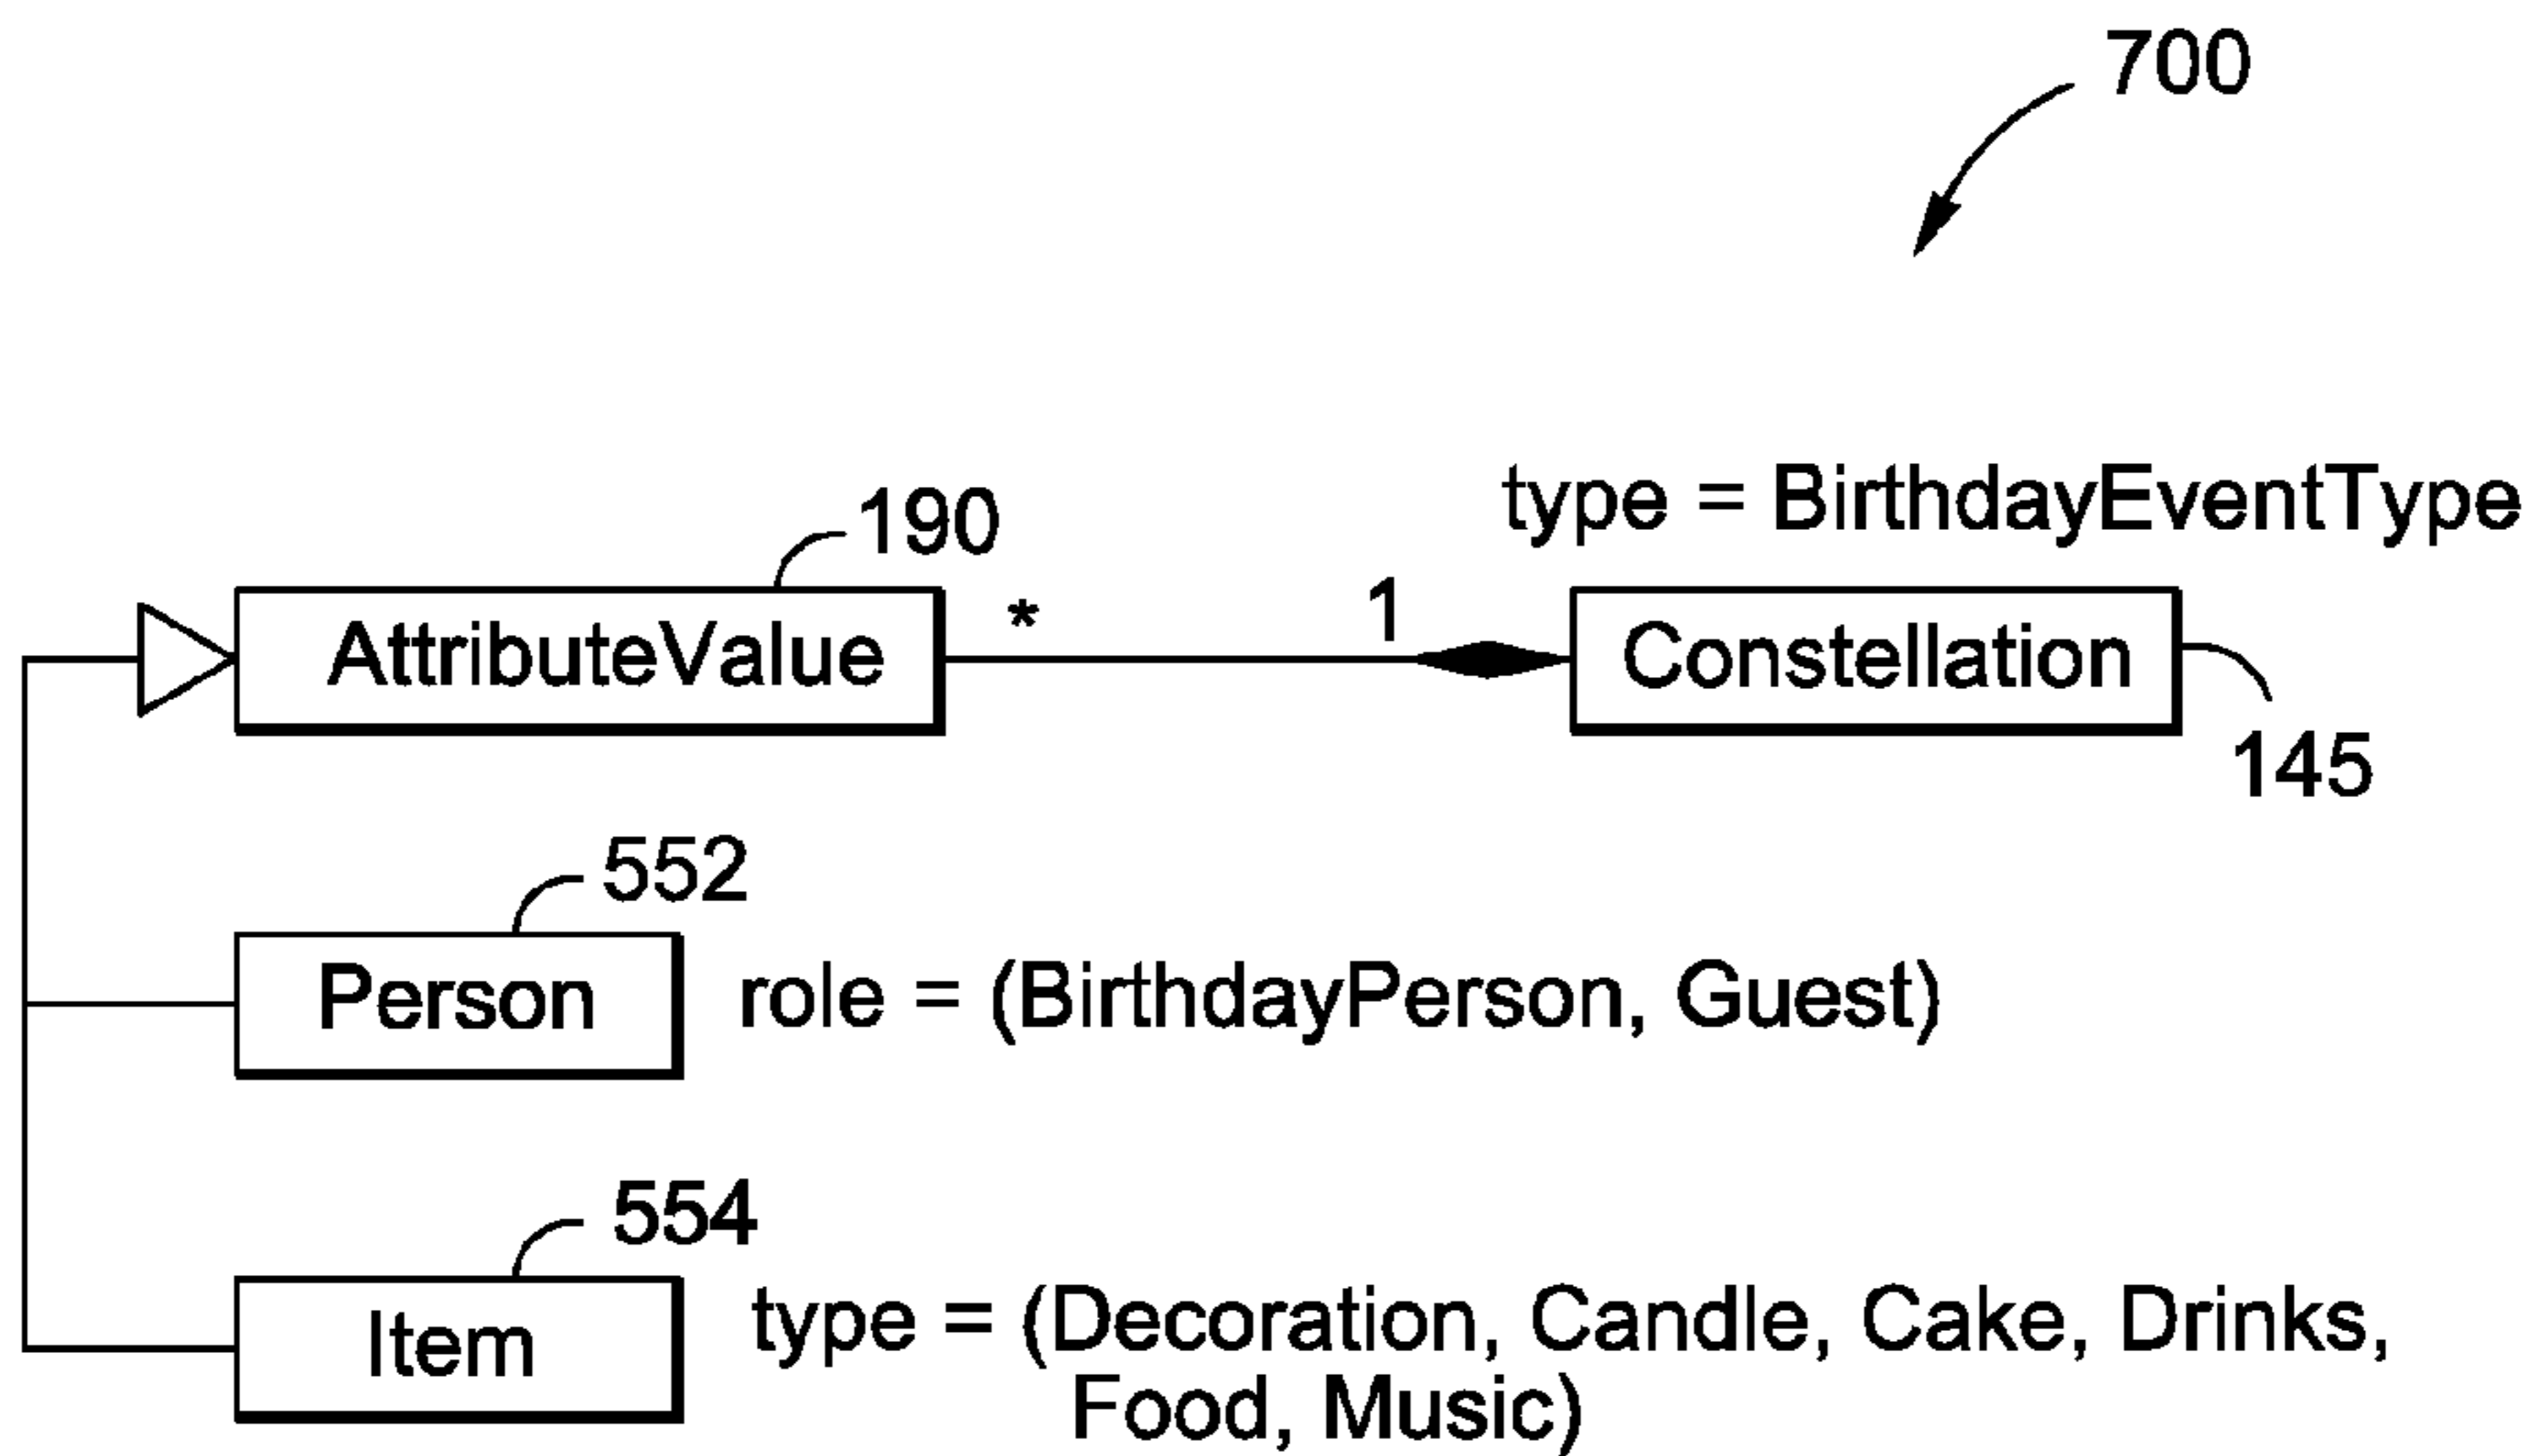 700
type = BirthdayEventType
190
AttributeValue
*
1
Constellation
145
552
Person
role = (BirthdayPerson, Guest)
554
Item
type = (Decoration, Candle, Cake, Drinks,
Food, Music)